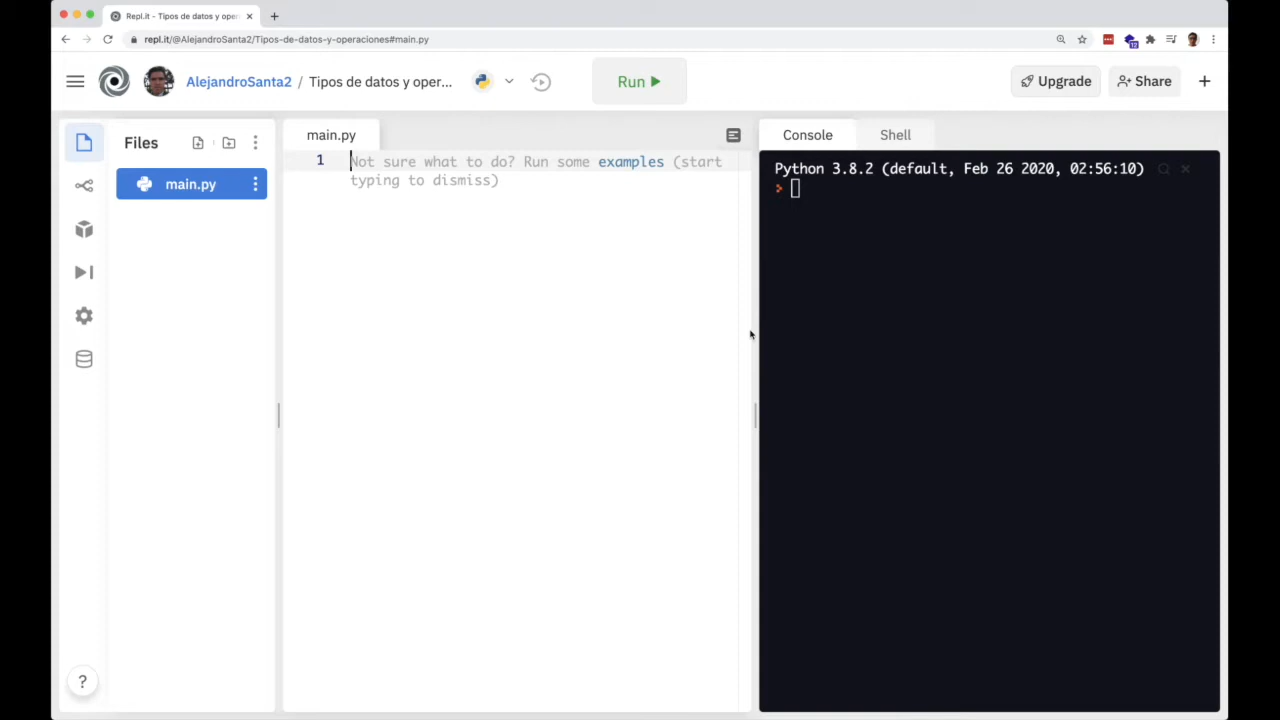 Repl.it - Tipos de datos y oper
repl.it/@AlejandroSanta2/Tipos-de-datos-y-operaciones#main.py
12
AlejandroSanta2 / Tipos de datos y oper...
Run
Upgrade
Share
Files
main.py
main.py
1 Not sure what to do? Run some examples (start
typing to dismiss)
Console
Shell
Python 3.8.2 (default, Feb 26 2020, 02:56:10)
?